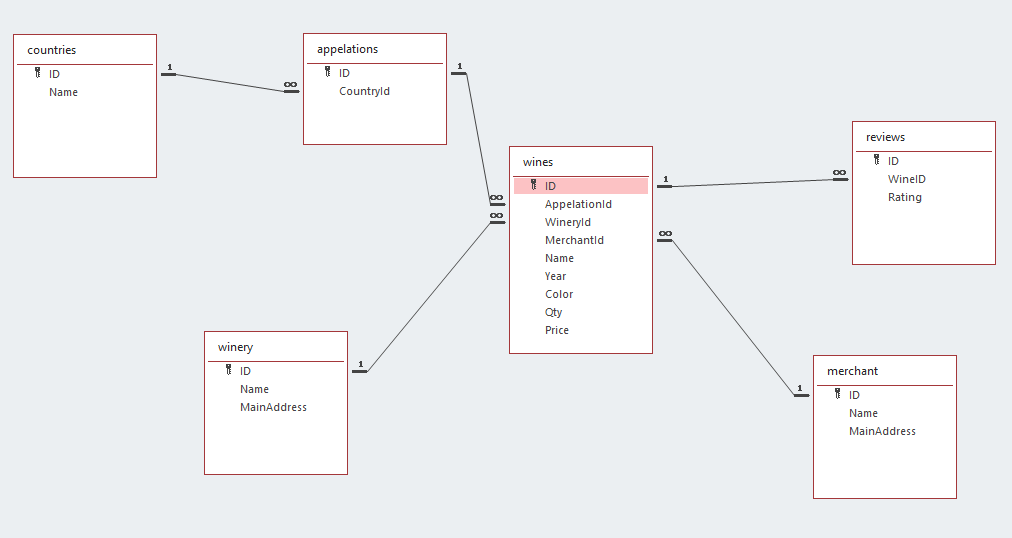 countries
ID
Name
1
∞
appelations
ID
CountryId
1
∞
∞
wines
ID
AppelationId
WineryId
MerchantId
Name
Year
Color
Qty
Price
1
∞
∞
reviews
ID
WineID
Rating
winery
ID
Name
MainAddress
1
1
merchant
ID
Name
MainAddress